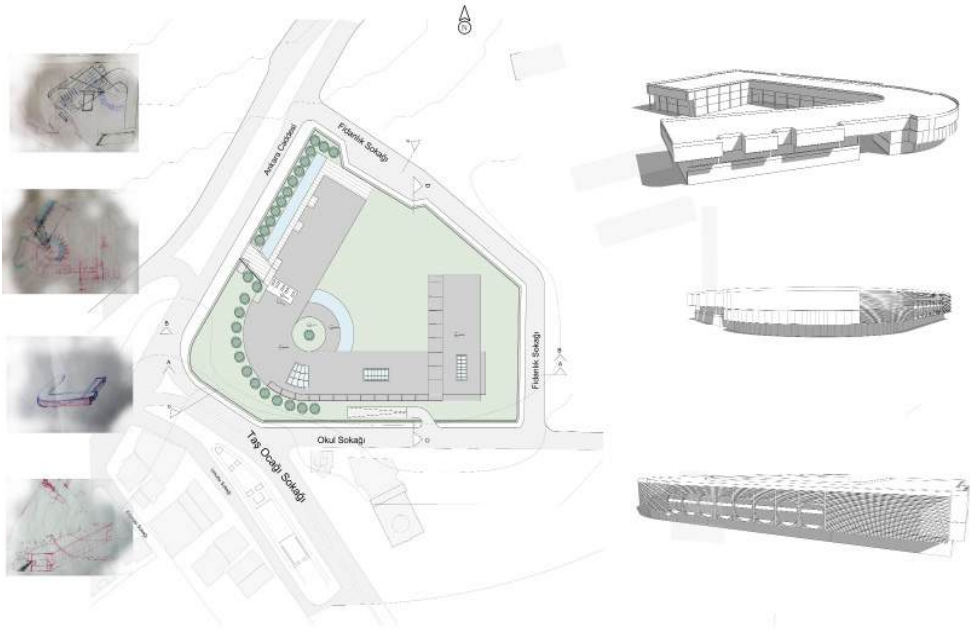 N
Fidanlık Sokağı
Ankara Caddesi
D
B
A
Fidanlık Sokağı
B
A
C
Okul Sokağı
Taş Ocağı Sokağı